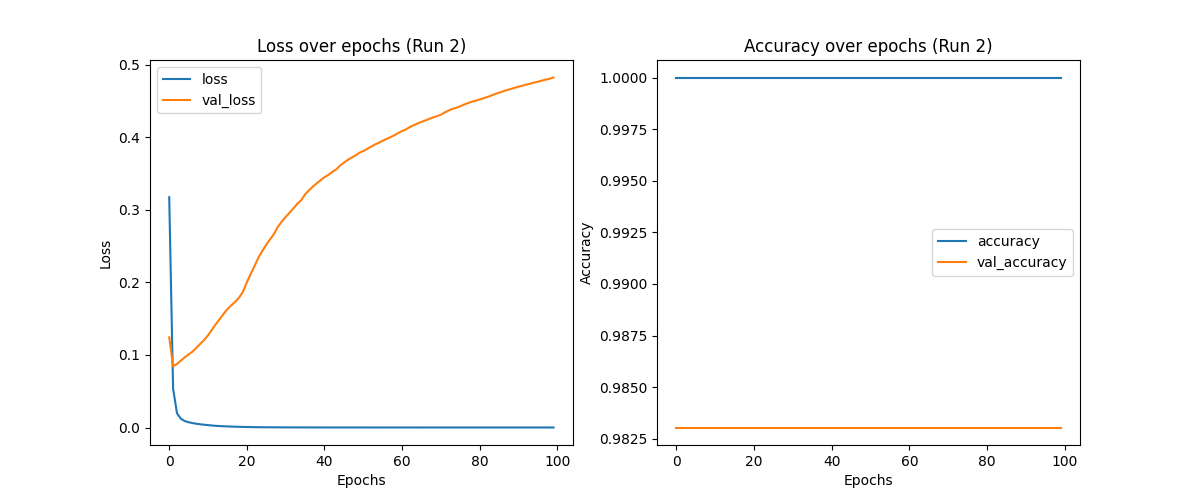 Loss over epochs (Run 2)
0.5
0.4
0.3
0.2
0.1
0.0
Loss
loss
val_loss
0 20 40 60 80 100
Epochs
Accuracy over epochs (Run 2)
1.0000
0.9975
0.9950
0.9925
0.9900
0.9875
0.9850
0.9825
Accuracy
accuracy
val_accuracy
0 20 40 60 80 100
Epochs